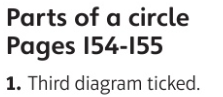 Parts of a circle
Pages 154-155
1. Third diagram ticked.